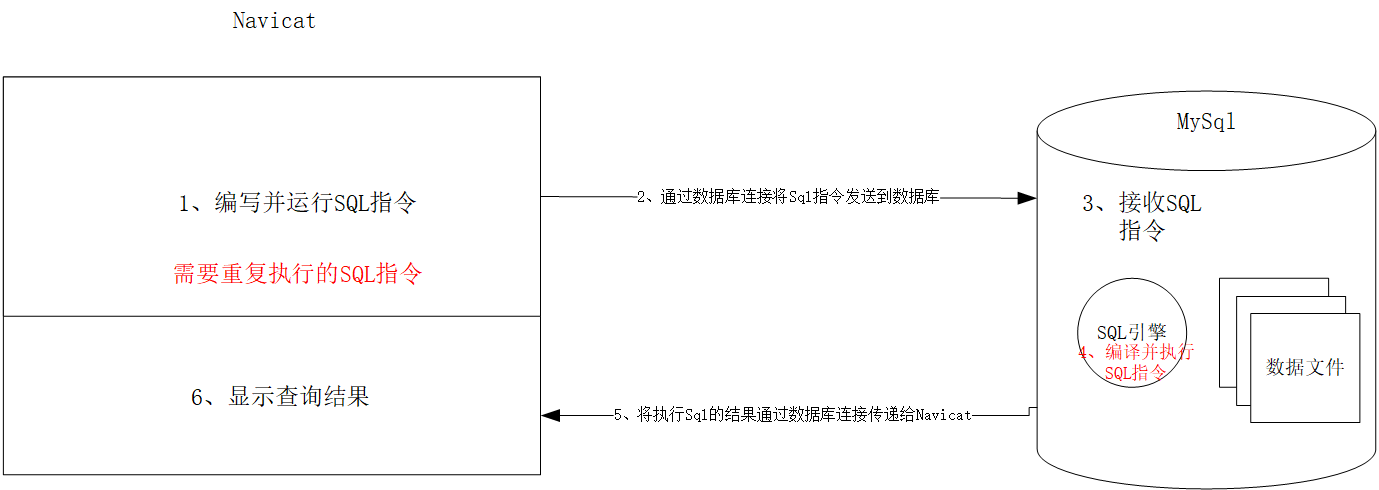 Navicat
MySql
1、编写并运行SQL指令
2、通过数据库连接将Sql指令发送到数据库
3、接收SQL
指令
需要重复执行的SQL指令
SQL引擎
4、编译并执行
SQL指令
数据文件
6、显示查询结果
5、将执行Sql的结果通过数据库连接传递给Navicat